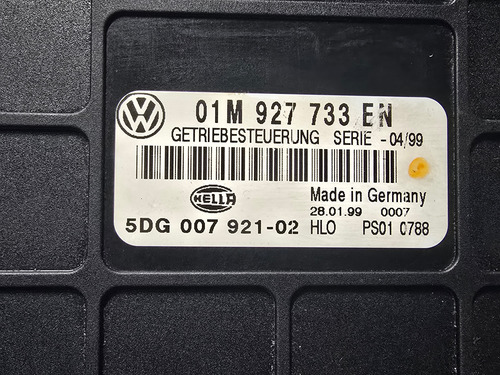 01M 927 733 EN
GETRIEBESTEUERUNG SERIE -04/99
HELLA
Made in Germany
28.01.99 0007
5DG 007 921-02 HLO PS01 0788